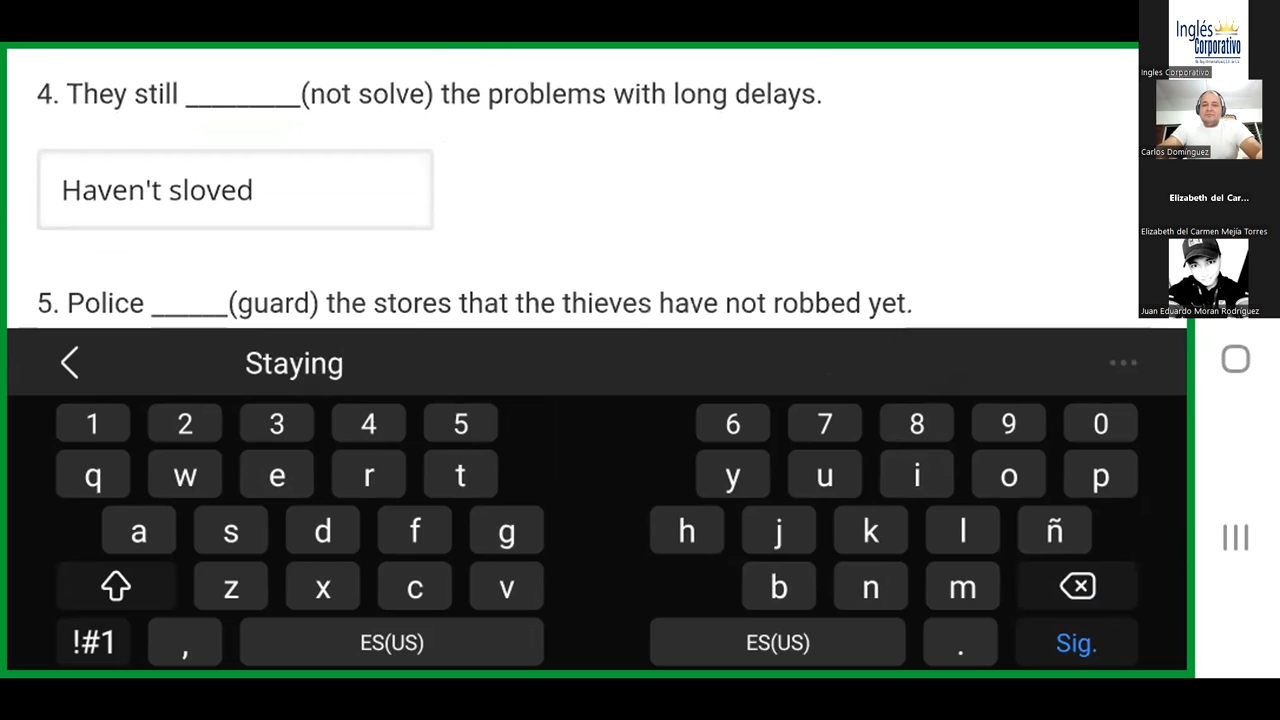 4. They still ________(not solve) the problems with long delays.
Haven't sloved
5. Police _____(guard) the stores that the thieves have not robbed yet.
Staying
1 2 3 4 5 6 7 8 9 0
q w e r t y u i o p
a s d f g h j k l ñ
z x c v b n m
!#1 , ES(US) ES(US) . Sig.
Inglés
Corporativo
Ingles Corporativo
Carlos Domínguez
Elizabeth del Car...
Elizabeth del Carmen Mejía Torres
Juan Eduardo Moran Rodriguez